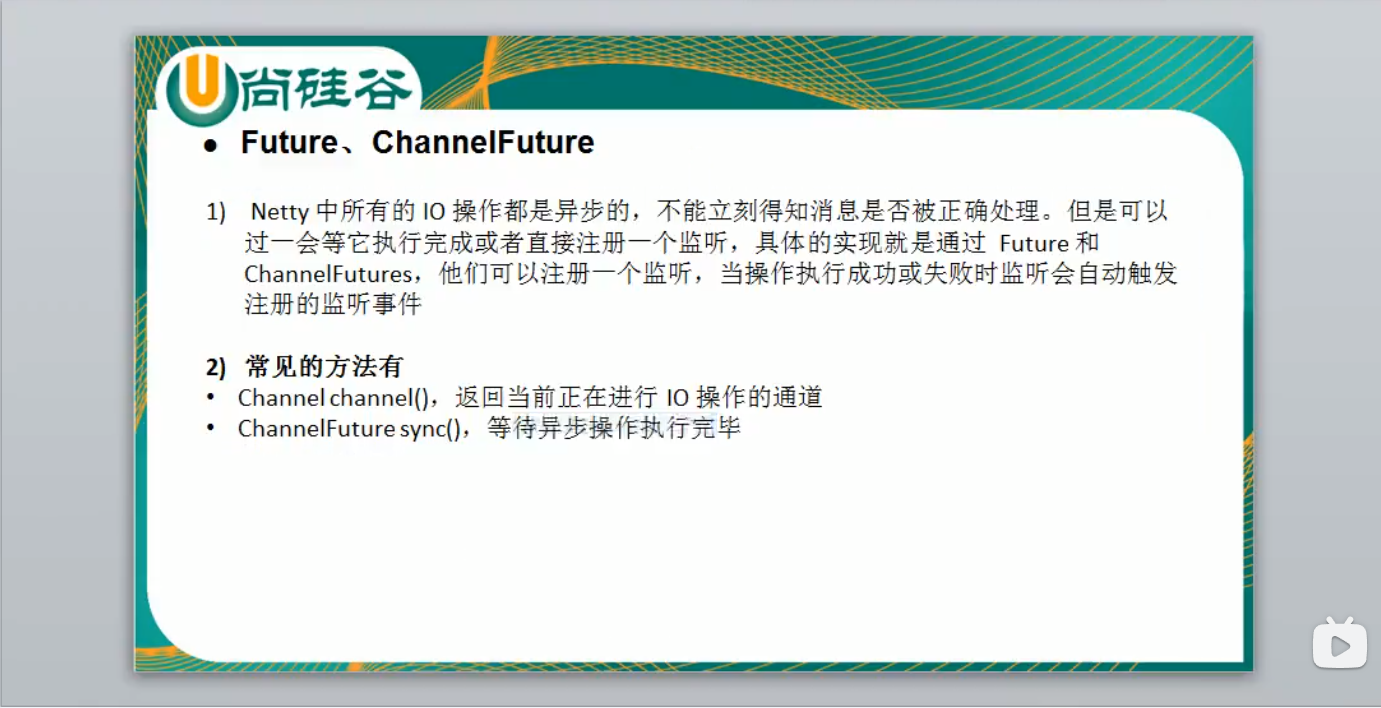 尚硅谷
● Future、ChannelFuture
1) Netty 中所有的 IO 操作都是异步的，不能立刻得知消息是否被正确处理。但是可以
过一会等它执行完成或者直接注册一个监听，具体的实现就是通过 Future 和
ChannelFutures，他们可以注册一个监听，当操作执行成功或失败时监听会自动触发
注册的监听事件
2) 常见的方法有
• Channel channel()，返回当前正在进行 IO 操作的通道
• ChannelFuture sync()，等待异步操作执行完毕